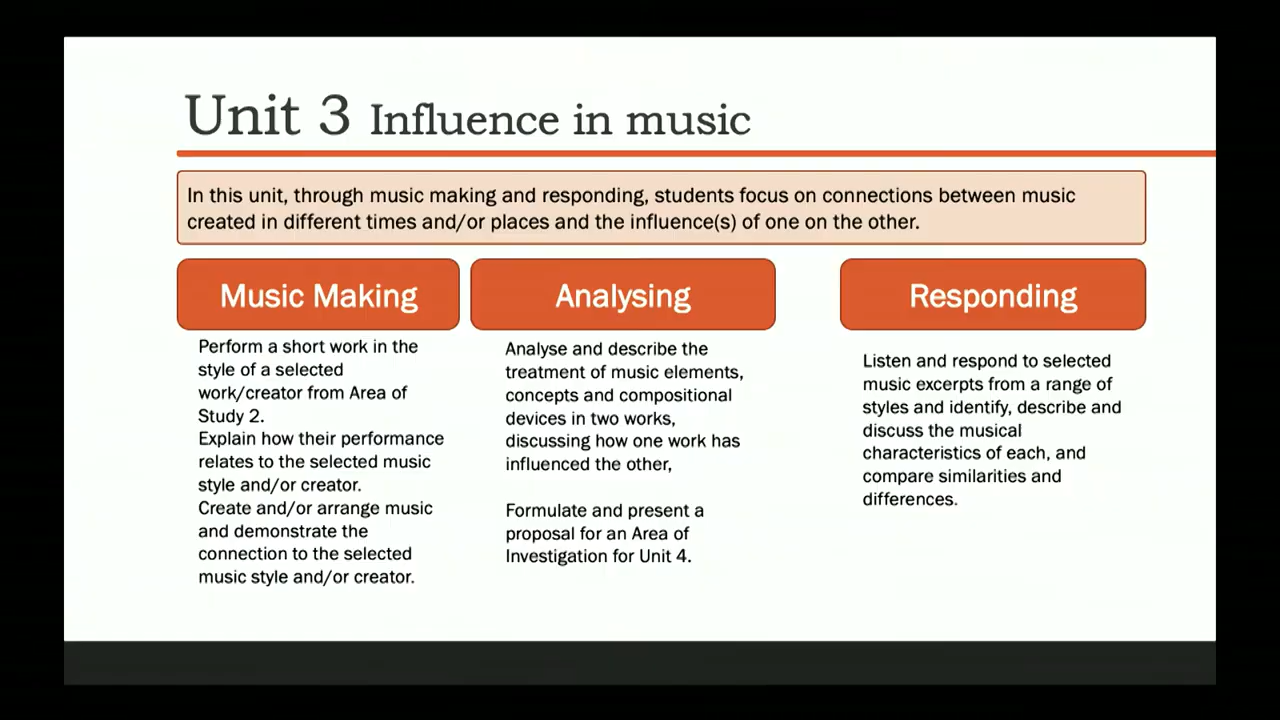 Unit 3 Influence in music
In this unit, through music making and responding, students focus on connections between music
created in different times and/or places and the influence(s) of one on the other.
Music Making
Perform a short work in the
style of a selected
work/creator from Area of
Study 2.
Explain how their performance
relates to the selected music
style and/or creator.
Create and/or arrange music
and demonstrate the
connection to the selected
music style and/or creator.
Analysing
Analyse and describe the
treatment of music elements,
concepts and compositional
devices in two works,
discussing how one work has
influenced the other,
Formulate and present a
proposal for an Area of
Investigation for Unit 4.
Responding
Listen and respond to selected
music excerpts from a range of
styles and identify, describe and
discuss the musical
characteristics of each, and
compare similarities and
differences.